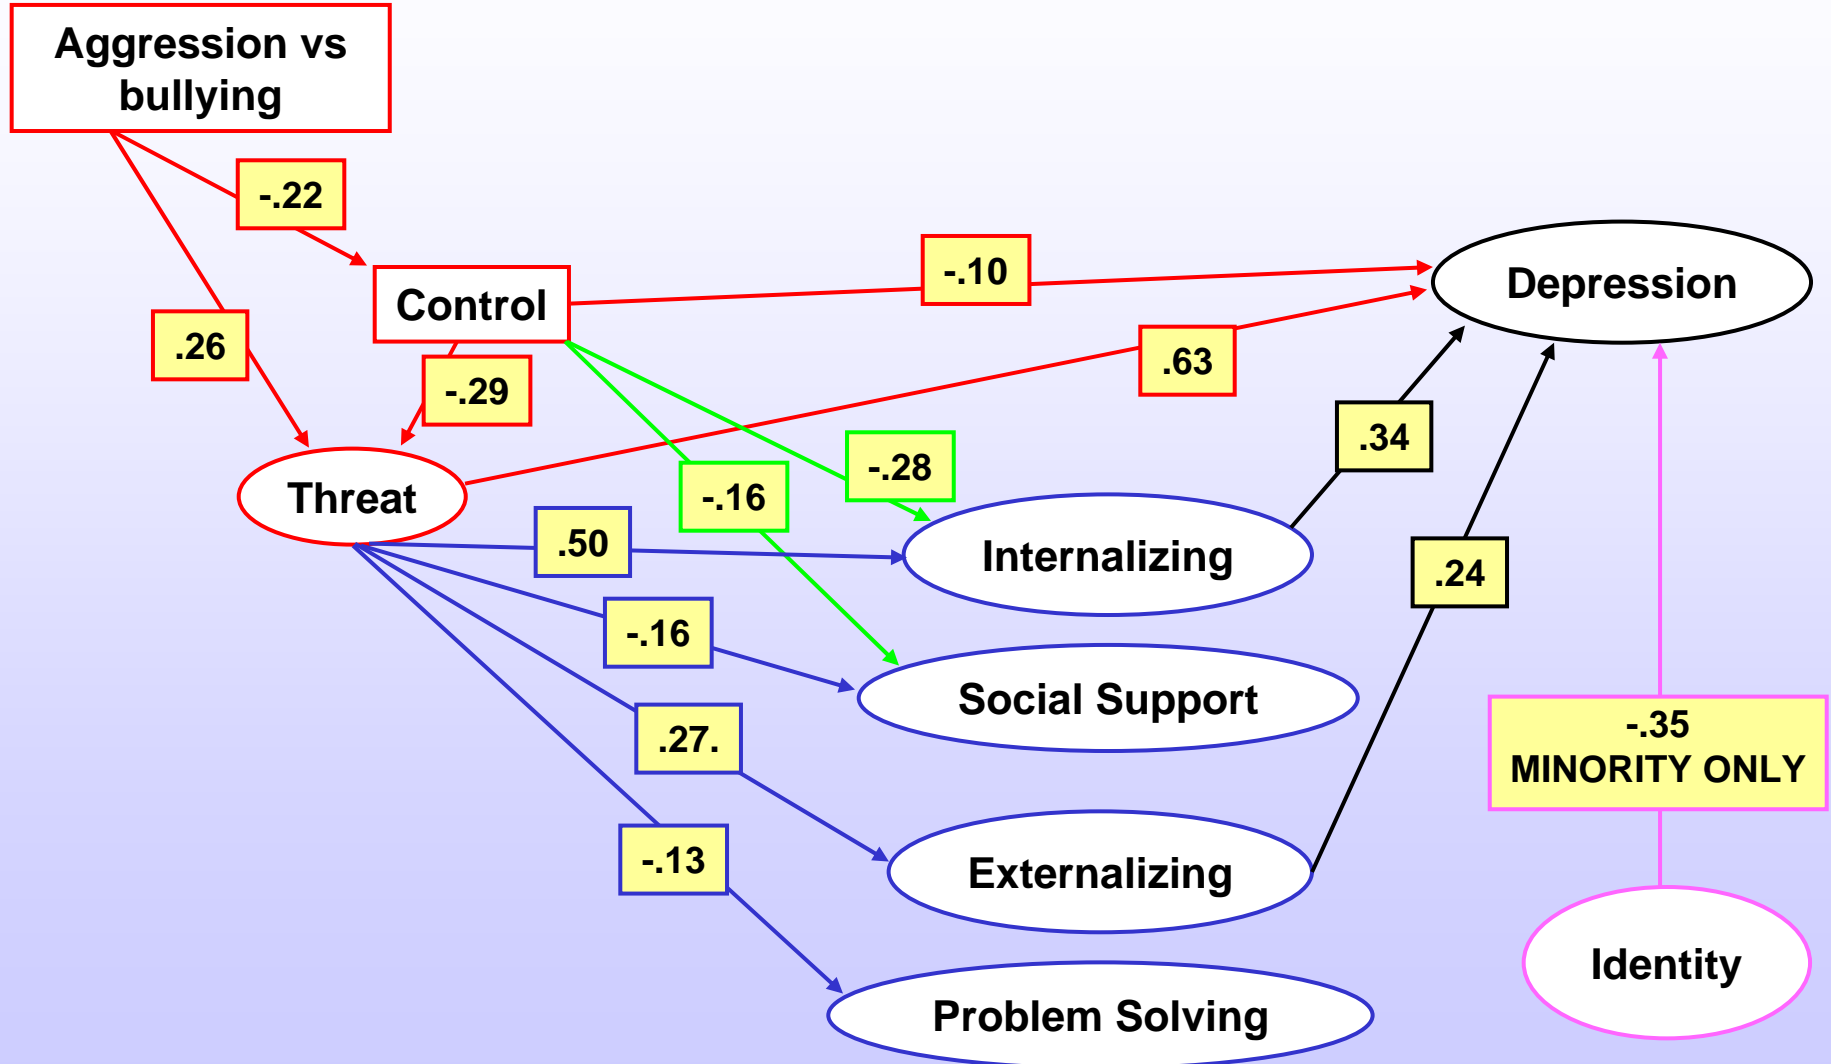 Aggression vs
bullying
-.22
-.10
Depression
Control
.26
.63
-.29
.34
-.28
-.16
Threat
.50
Internalizing
.24
-.16
Social Support
.27.
-.35
MINORITY ONLY
-.13
Externalizing
Identity
Problem Solving